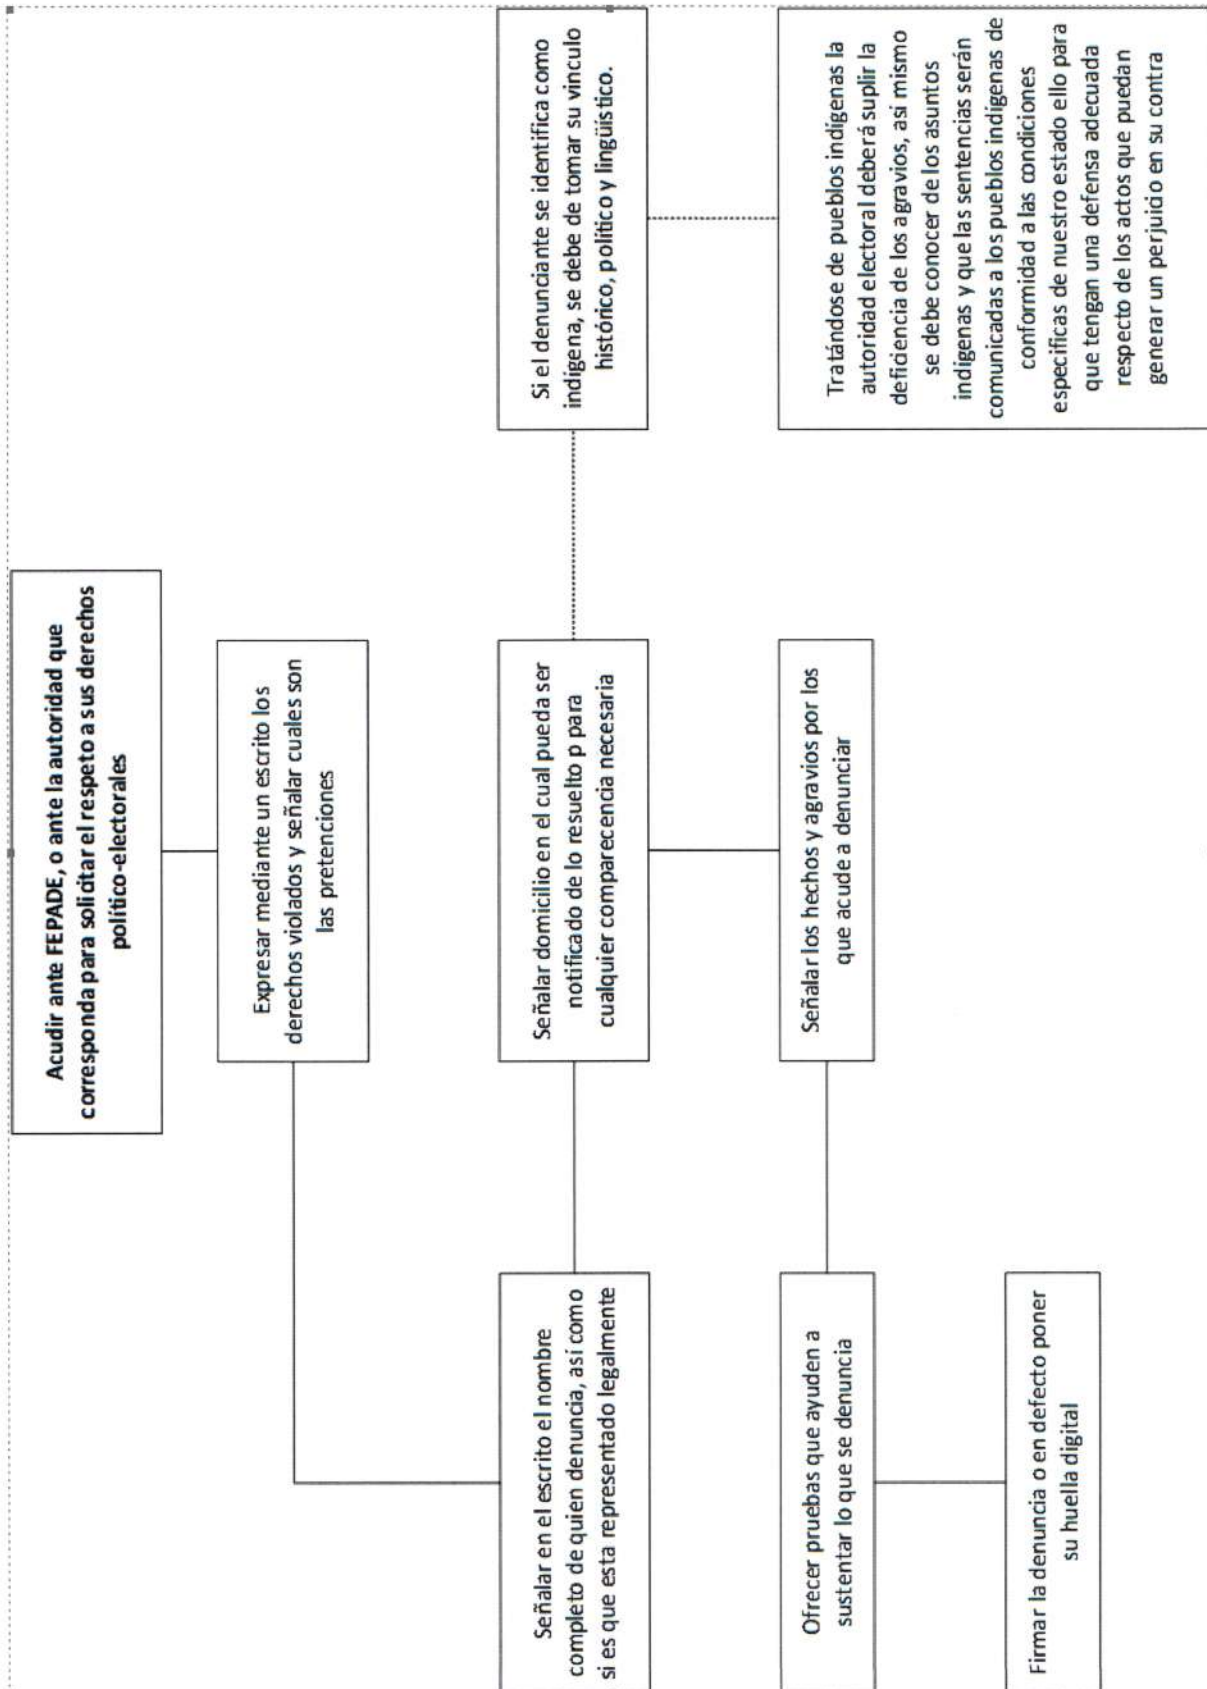 Acudir ante FEPADE, o ante la autoridad que
corresponda para solicitar el respeto a sus derechos
político-electorales
Expresar mediante un escrito los
derechos violados y señalar cuales son
las pretenciones
Señalar en el escrito el nombre
completo de quien denuncia, así como
si es que esta representado legalmente
Señalar domicilio en el cual pueda ser
notificado de lo resuelto p para
cualquier comparecencia necesaria
Si el denunciante se identifica como
indígena, se debe de tomar su vinculo
histórico, político y lingüístico.
Ofrecer pruebas que ayuden a
sustentar lo que se denuncia
Señalar los hechos y agravios por los
que acude a denunciar
Tratándose de pueblos indígenas la
autoridad electoral deberá suplir la
deficiencia de los agravios, asi mismo
se debe conocer de los asuntos
indígenas y que las sentencias serán
comunicadas a los pueblos indígenas de
conformidad a las condiciones
especificas de nuestro estado ello para
que tengan una defensa adecuada
respecto de los actos que puedan
generar un perjuido en su contra
Firmar la denuncia o en defecto poner
su huella digital